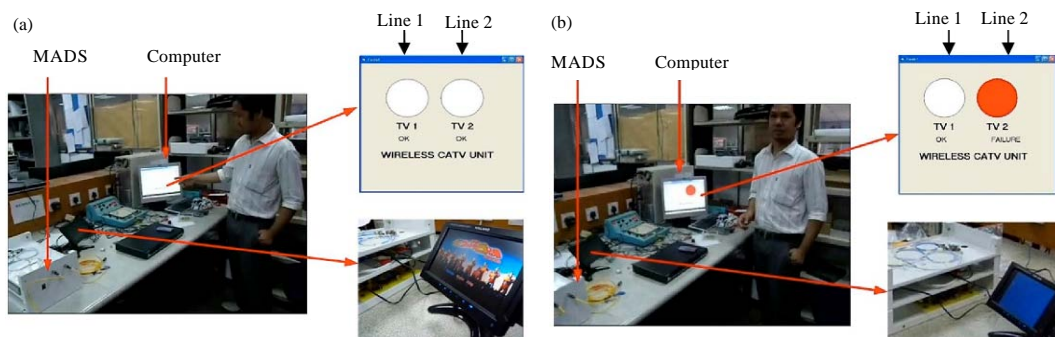 (a)
Line 1 Line 2
MADS
Computer
TV 1 TV 2
OK OK
WIRELESS CATV UNIT
(b)
Line 1 Line 2
MADS
Computer
TV 1 TV 2
OK FAILURE
WIRELESS CATV UNIT